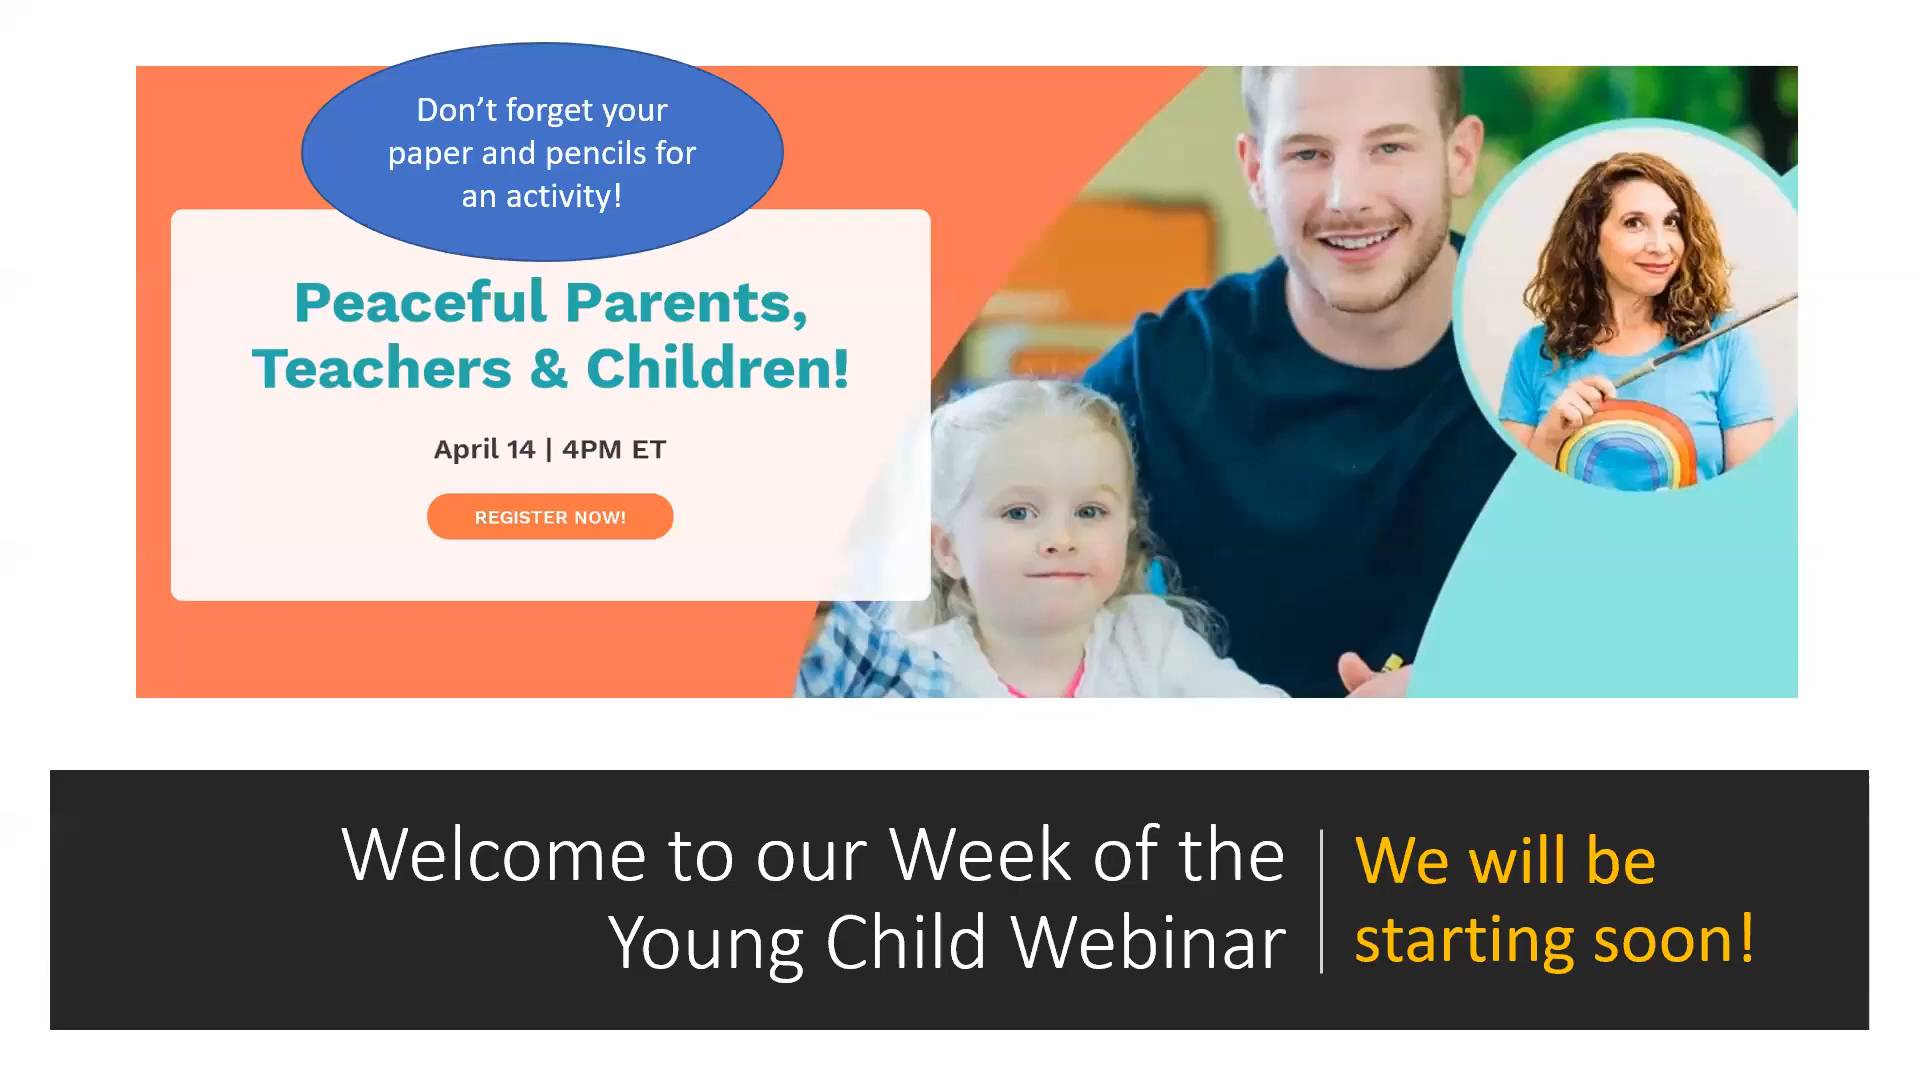 Don’t forget your
paper and pencils for
an activity!
Peaceful Parents,
Teachers & Children!
April 14 | 4PM ET
REGISTER NOW!
Welcome to our Week of the
Young Child Webinar
We will be
starting soon!